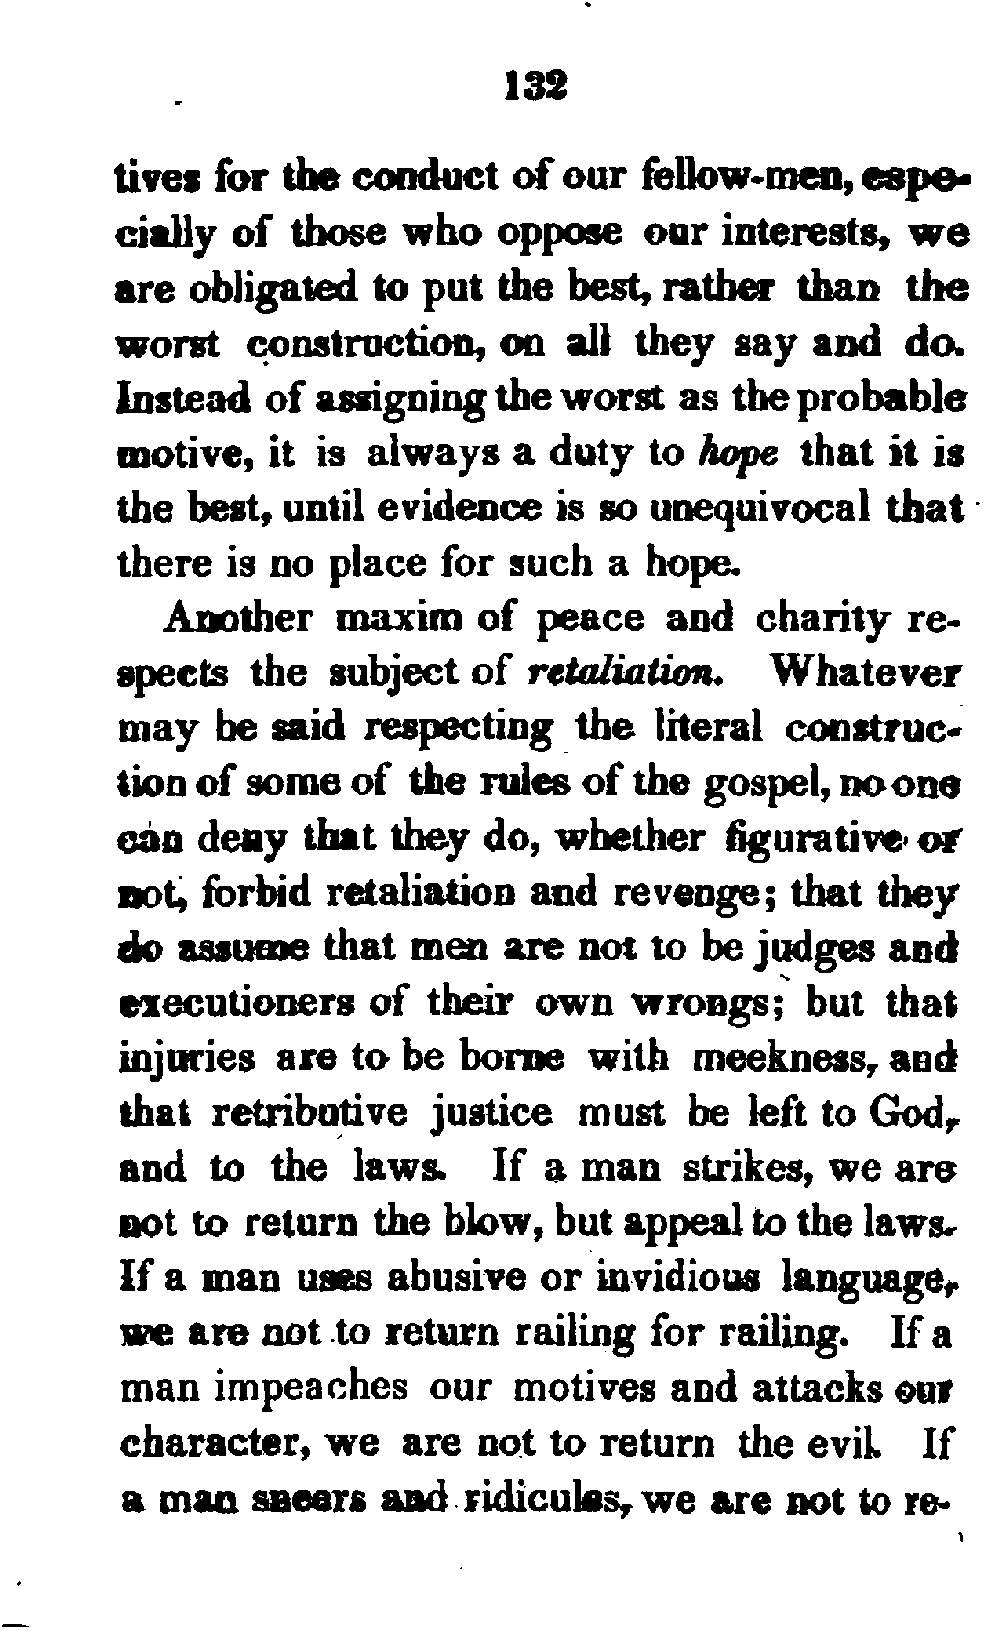 132
tives for the conduct of our fellow-men, espe-
cially of those who oppose our interests, we
are obligated to put the best, rather than the
worst construction, on all they say and do.
Instead of assigning the worst as the probable
motive, it is always a duty to hope that it is
the best, until evidence is so unequivocal that
there is no place for such a hope.
Another maxim of peace and charity re-
spects the subject of retaliation. Whatever
may be said respecting the literal construc-
tion of some of the rules of the gospel, no one
can deny that they do, whether figurative or
not, forbid retaliation and revenge; that they
do assume that men are not to be judges and
executioners of their own wrongs; but that
injuries are to be borne with meekness, and
that retributive justice must be left to God,
and to the laws. If a man strikes, we are
not to return the blow, but appeal to the laws.
If a man uses abusive or invidious language,
we are not to return railing for railing. If a
man impeaches our motives and attacks our
character, we are not to return the evil. If
a man sneers and ridicules, we are not to re-